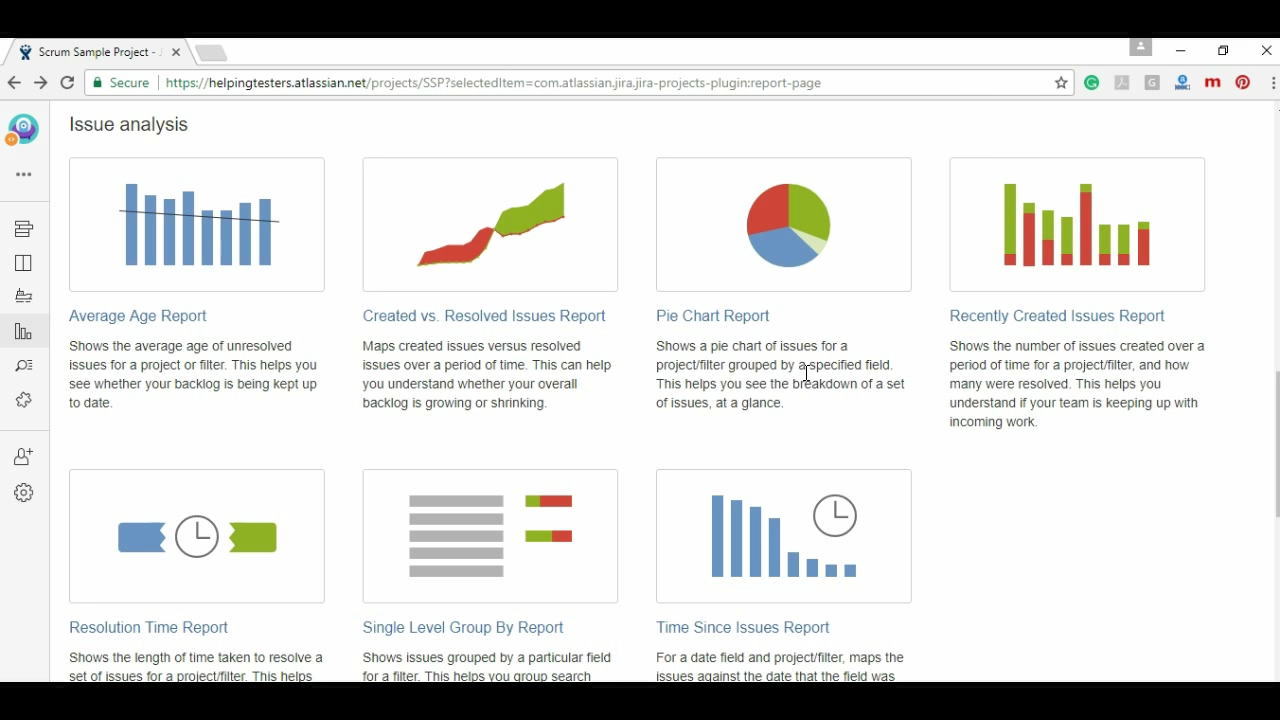 Scrum Sample Project -
Secure
https://helpingtesters.atlassian.net/projects/SSP?selectedItem=com.atlassian.jira.jira-projects-plugin:report-page
G
m
Issue analysis
Average Age Report
Shows the average age of unresolved
issues for a project or filter. This helps you
see whether your backlog is being kept up
to date.
Created vs. Resolved Issues Report
Maps created issues versus resolved
issues over a period of time. This can help
you understand whether your overall
backlog is growing or shrinking.
Pie Chart Report
Shows a pie chart of issues for a
project/filter grouped by a specified field.
This helps you see the breakdown of a set
of issues, at a glance.
Recently Created Issues Report
Shows the number of issues created over a
period of time for a project/filter, and how
many were resolved. This helps you
understand if your team is keeping up with
incoming work.
Resolution Time Report
Shows the length of time taken to resolve a
set of issues for a project/filter. This helps
Single Level Group By Report
Shows issues grouped by a particular field
for a filter. This helps you group search
Time Since Issues Report
For a date field and project/filter, maps the
issues against the date that the field was